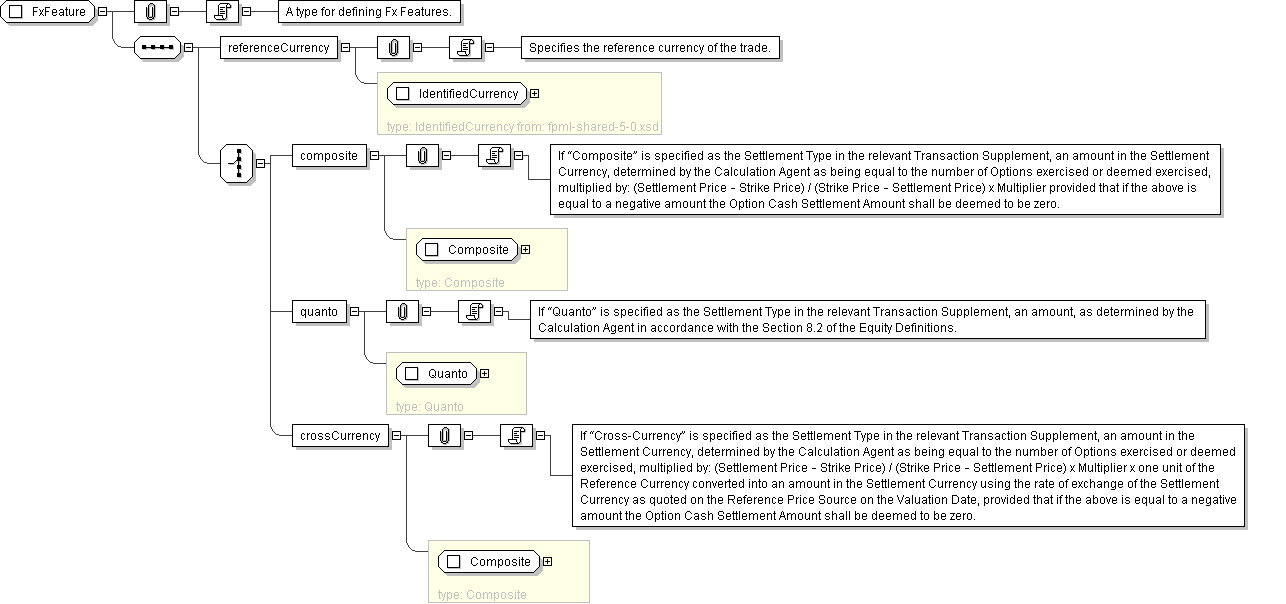 FxFeature
A type for defining Fx Features.
referenceCurrency
Specifies the reference currency of the trade.
IdentifiedCurrency
type: IdentifiedCurrency from: fpml-shared-5-0.xsd
composite
If “Composite” is specified as the Settlement Type in the relevant Transaction Supplement, an amount in the Settlement
Currency, determined by the Calculation Agent as being equal to the number of Options exercised or deemed exercised,
multiplied by: (Settlement Price – Strike Price) / (Strike Price – Settlement Price) x Multiplier provided that if the above is
equal to a negative amount the Option Cash Settlement Amount shall be deemed to be zero.
Composite
type: Composite
quanto
If “Quanto” is specified as the Settlement Type in the relevant Transaction Supplement, an amount, as determined by the
Calculation Agent in accordance with the Section 8.2 of the Equity Definitions.
Quanto
type: Quanto
crossCurrency
If “Cross-Currency” is specified as the Settlement Type in the relevant Transaction Supplement, an amount in the
Settlement Currency, determined by the Calculation Agent as being equal to the number of Options exercised or deemed
exercised, multiplied by: (Settlement Price – Strike Price) / (Strike Price – Settlement Price) x Multiplier x one unit of the
Reference Currency converted into an amount in the Settlement Currency using the rate of exchange of the Settlement
Currency as quoted on the Reference Price Source on the Valuation Date, provided that if the above is equal to a negative
amount the Option Cash Settlement Amount shall be deemed to be zero.
Composite
type: Composite